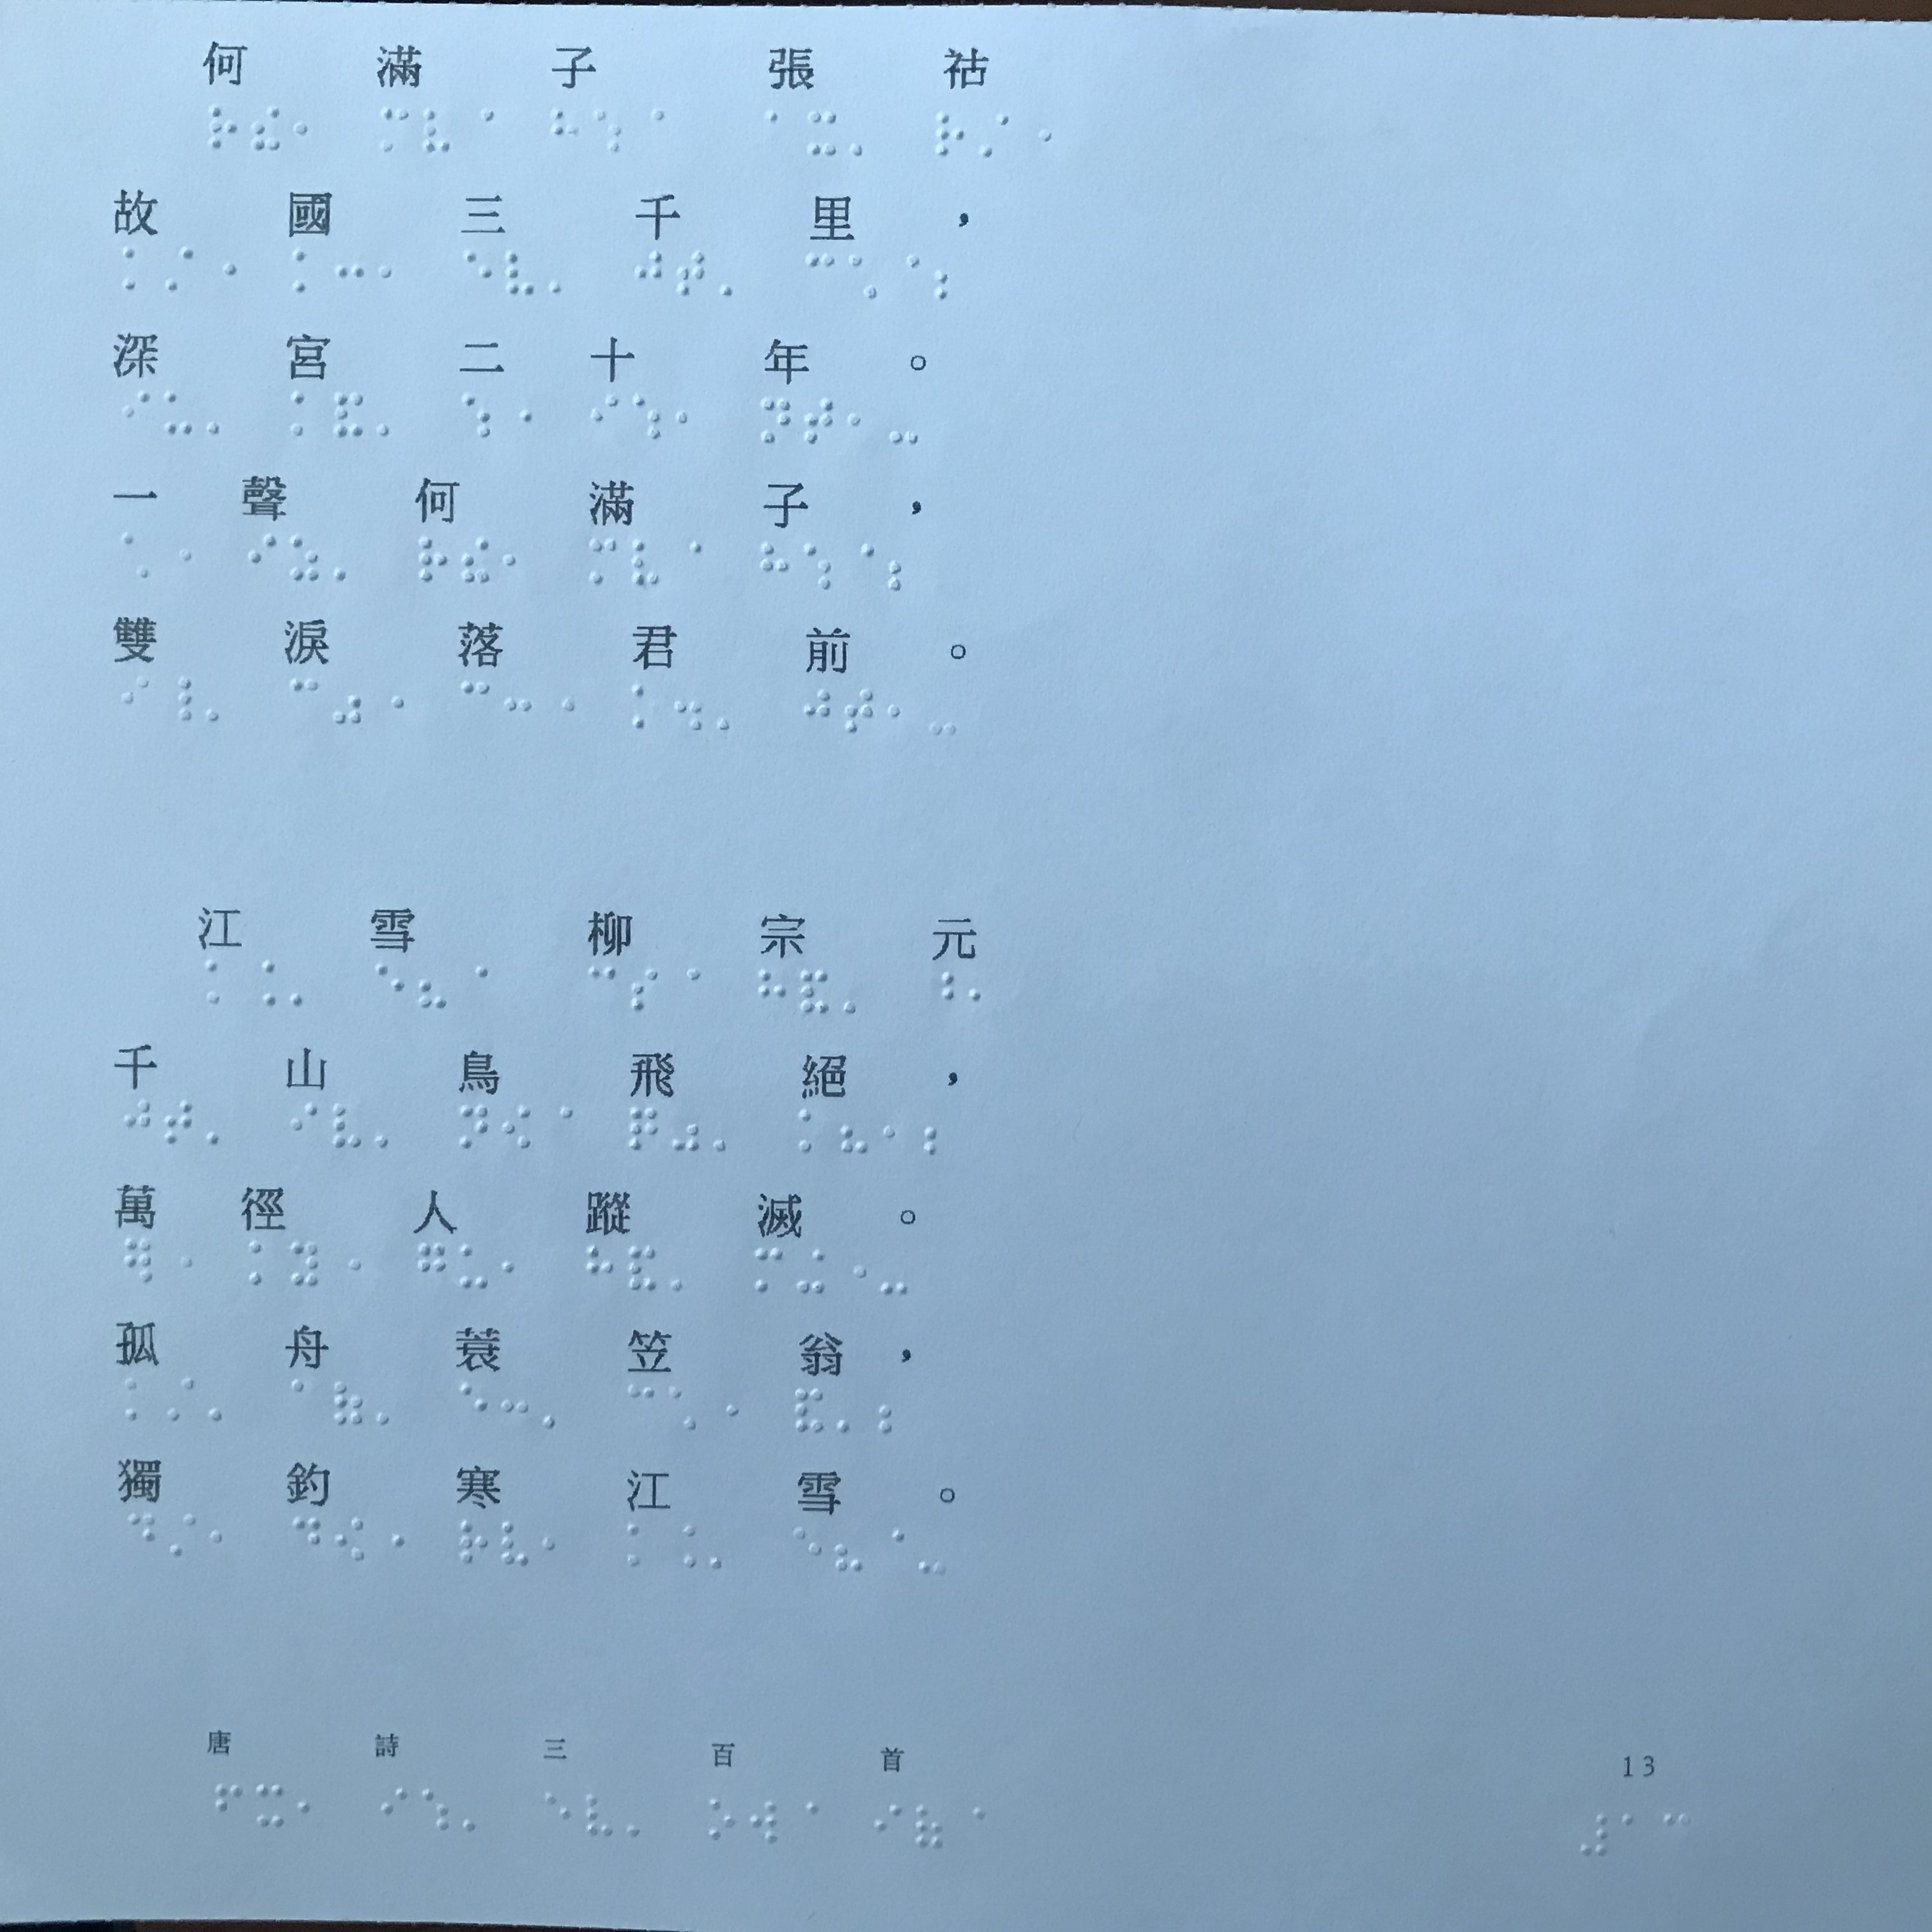 何滿子 張祜
故國三千里，
深宮二十年。
一聲何滿子，
雙淚落君前。
江雪 柳宗元
千山鳥飛絕，
萬徑人蹤滅。
孤舟蓑笠翁，
獨釣寒江雪。
唐詩三百首 13